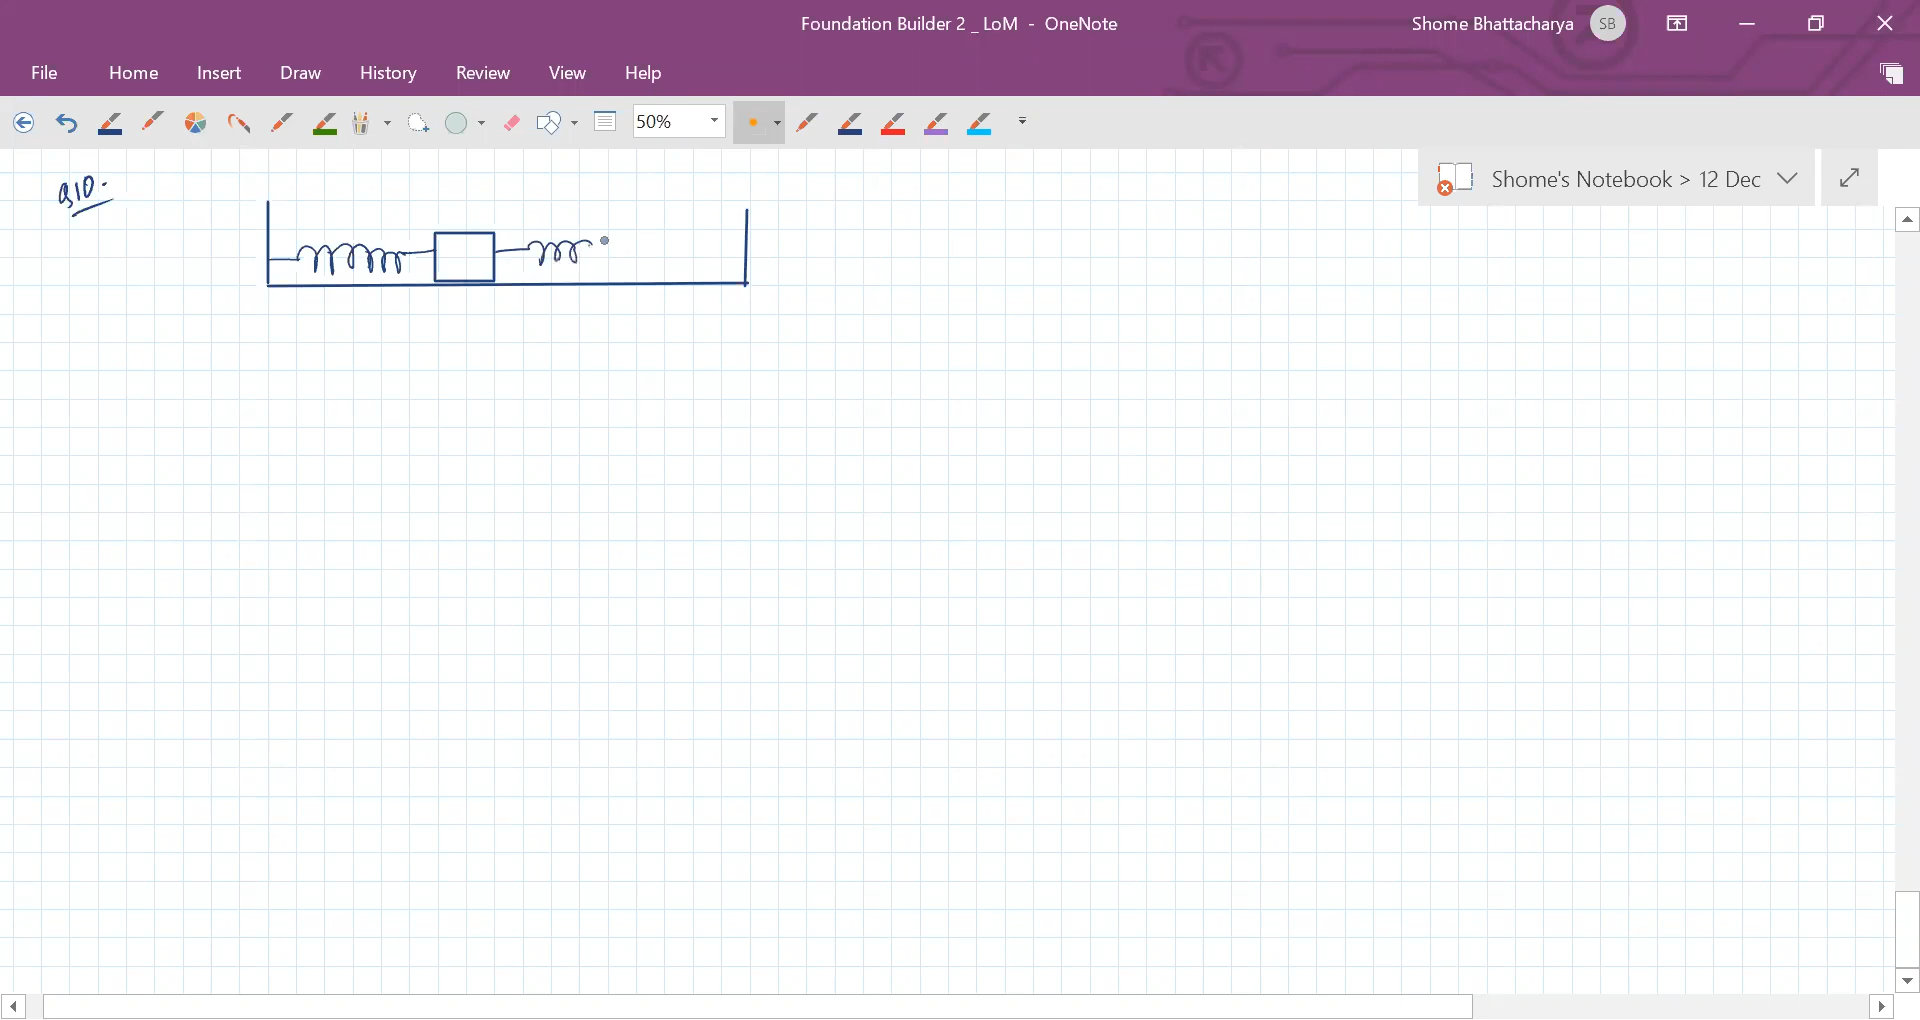 Foundation Builder 2 _ LoM - OneNote
Shome Bhattacharya SB
File Home Insert Draw History Review View Help
50%
Shome's Notebook > 12 Dec
Q10.